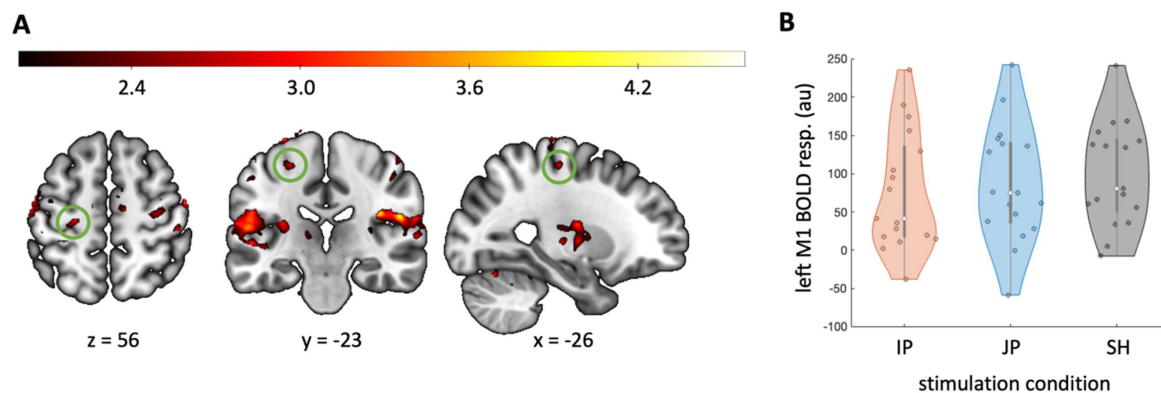 A
2.4 3.0 3.6 4.2
z = 56 y = -23 x = -26
B
left M1 BOLD resp. (au)
250
200
150
100
50
0
-50
-100
IP JP SH
stimulation condition